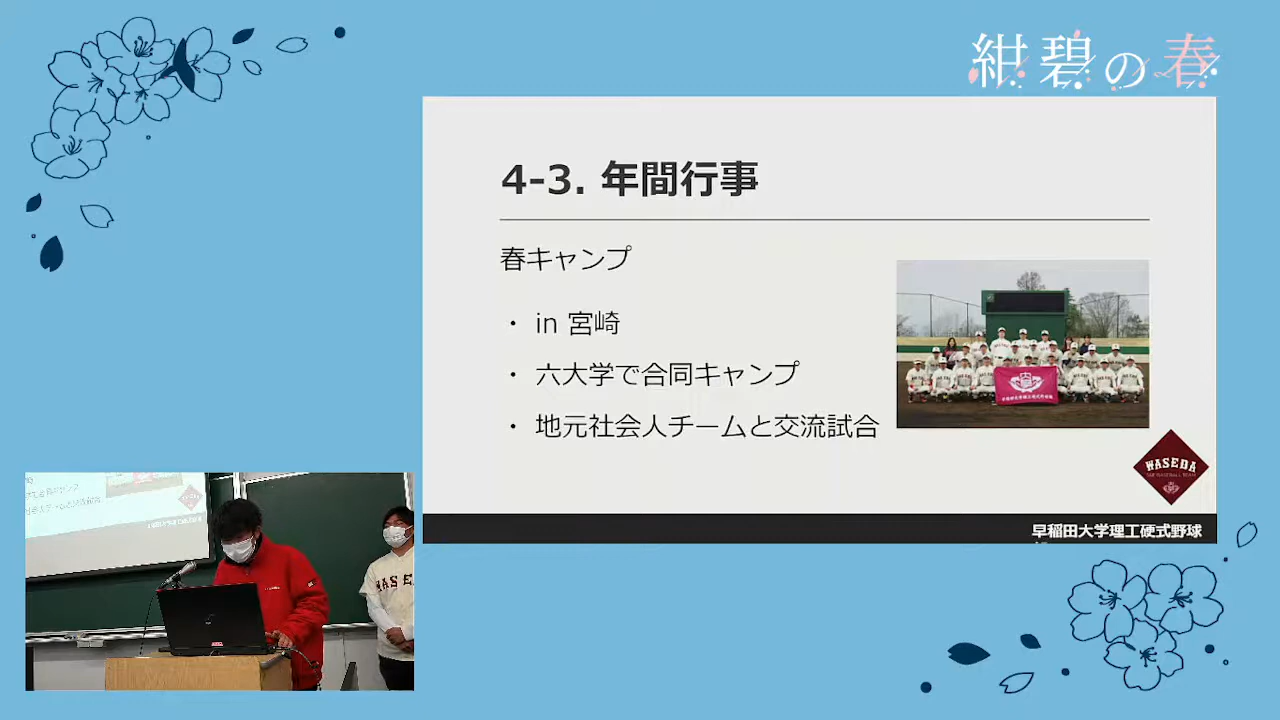 紺碧の春
4-3. 年間行事
春キャンプ
・ in 宮崎
・ 六大学で合同キャンプ
・ 地元社会人チームと交流試合
WASEDA
早稲田大学理工硬式野球